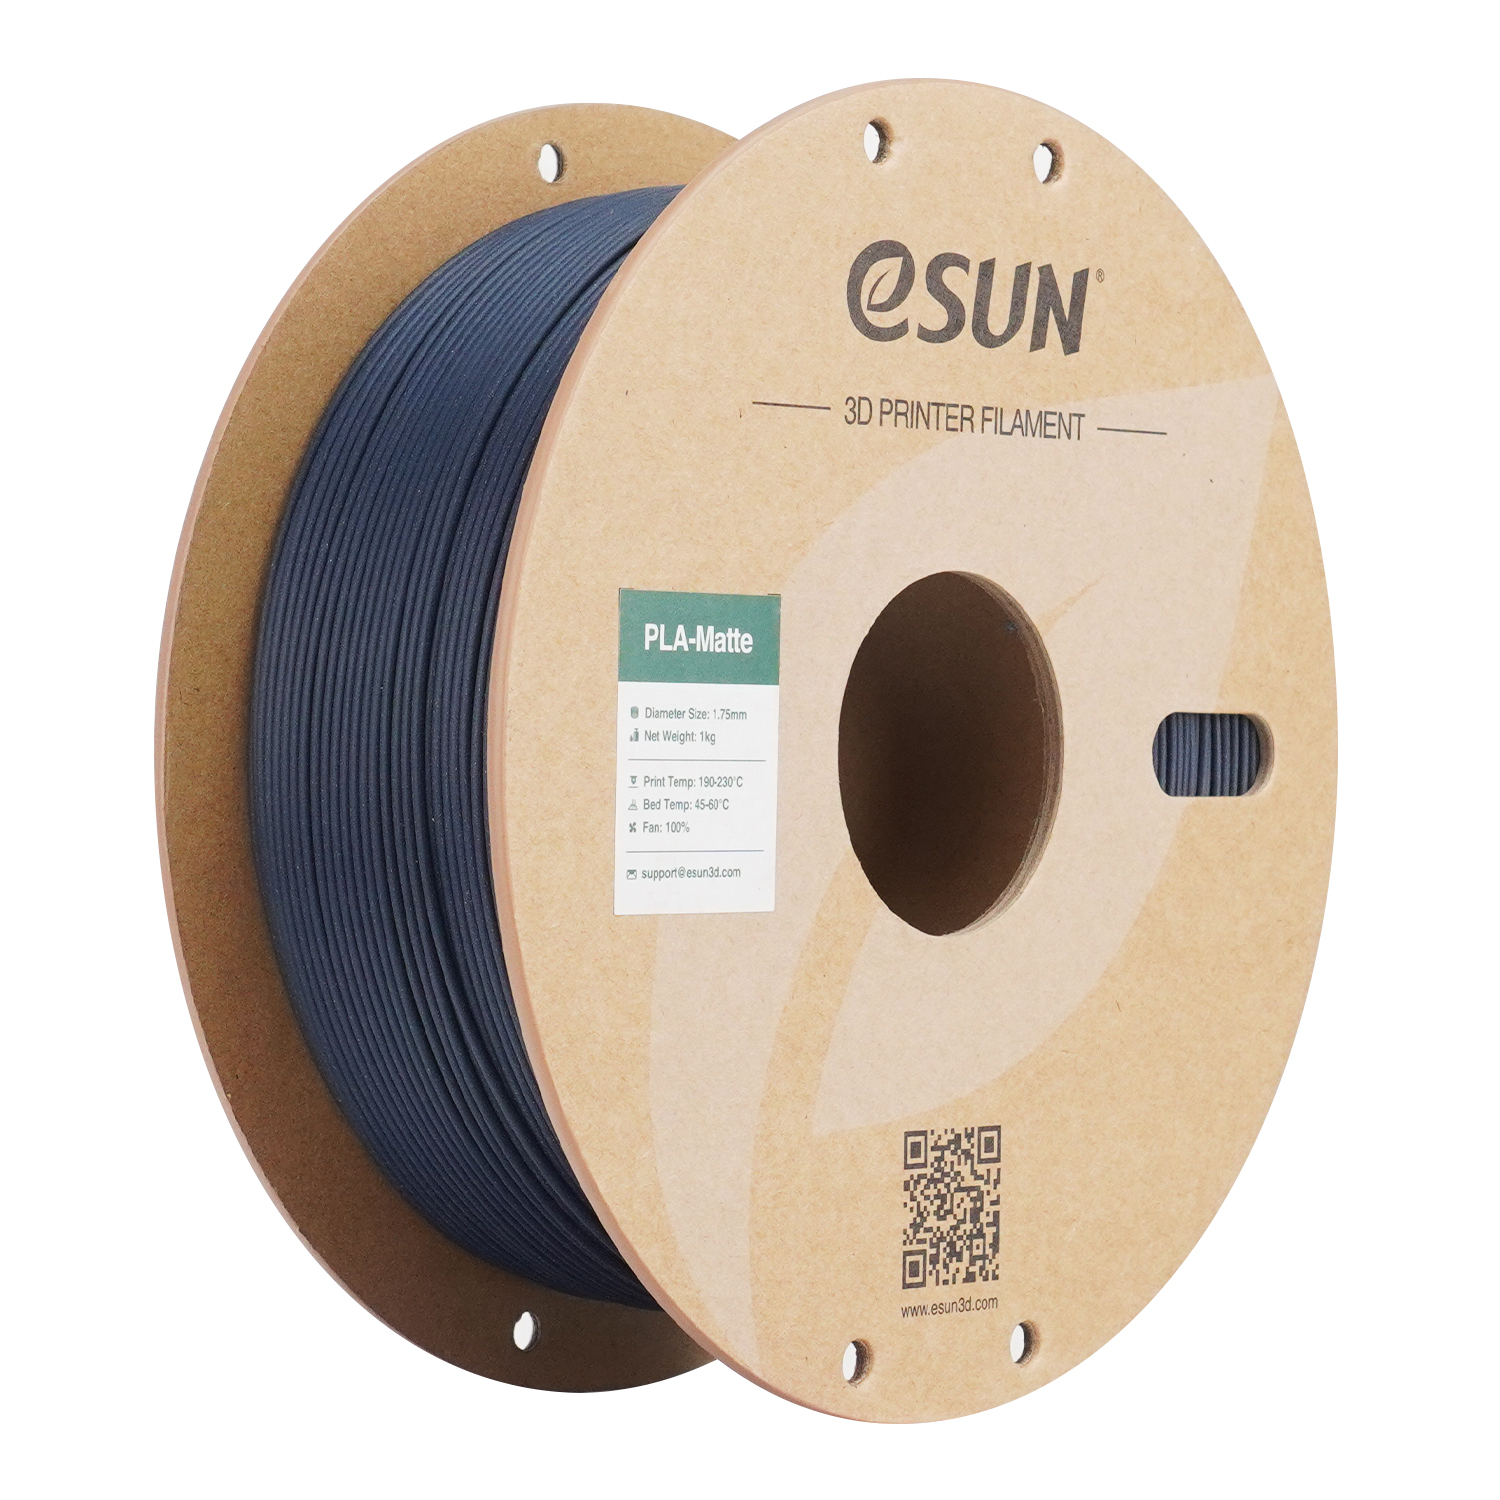 eSUN®
3D PRINTER FILAMENT
PLA-Matte
Diameter Size: 1.75mm
Net Weight: 1kg
Print Temp: 190-230°C
Bed Temp: 45-60°C
Fan: 100%
support@esun3d.com
www.esun3d.com